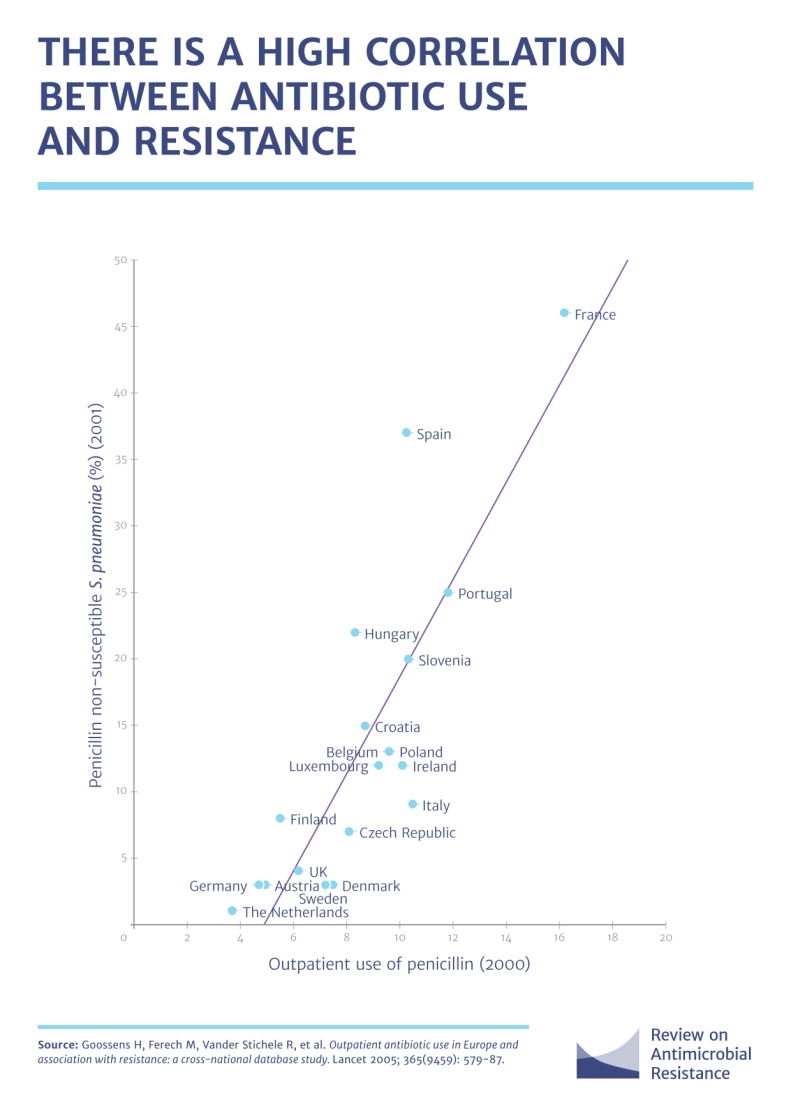 THERE IS A HIGH CORRELATION
BETWEEN ANTIBIOTIC USE
AND RESISTANCE
Penicillin non-susceptible S. pneumoniae (%) (2001)
50
45
40
35
30
25
20
15
10
5
France
Spain
Portugal
Hungary
Slovenia
Croatia
Belgium Poland
Luxembourg Ireland
Italy
Finland
Czech Republic
UK
Germany Austria Denmark
Sweden
The Netherlands
0 2 4 6 8 10 12 14 16 18 20
Outpatient use of penicillin (2000)
Source: Goossens H, Ferech M, Vander Stichele R, et al. Outpatient antibiotic use in Europe and
association with resistance: a cross-national database study. Lancet 2005; 365(9459): 579-87.
Review on
Antimicrobial
Resistance